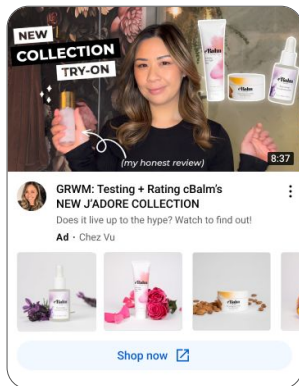 NEW
COLLECTION
TRY-ON
cBalm
cBalm
cBalm
(my honest review)
8:37
GRWM: Testing + Rating cBalm's
NEW J'ADORE COLLECTION
Does it live up to the hype? Watch to find out!
Ad · Chez Vu
cBalm
cBalm
cBalm
Shop now